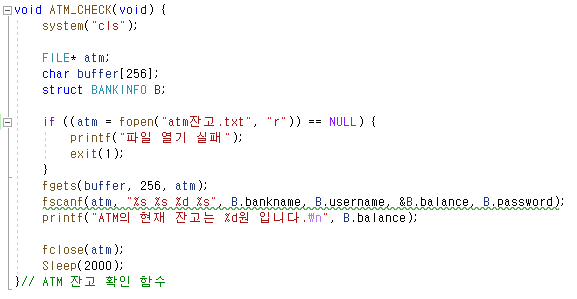 void ATM_CHECK(void) {
system("cls");
FILE* atm;
char buffer[256];
struct BANKINFO B;
if ((atm = fopen("atm잔고.txt", "r")) == NULL) {
printf("파일 열기 실패");
exit(1);
}
fgets(buffer, 256, atm);
fscanf(atm, "%s %s %d %s", B.bankname, B.username, &B.balance, B.password);
printf("ATM의 현재 잔고는 %d원 입니다.₩n", B.balance);
fclose(atm);
Sleep(2000);
}// ATM 잔고 확인 함수